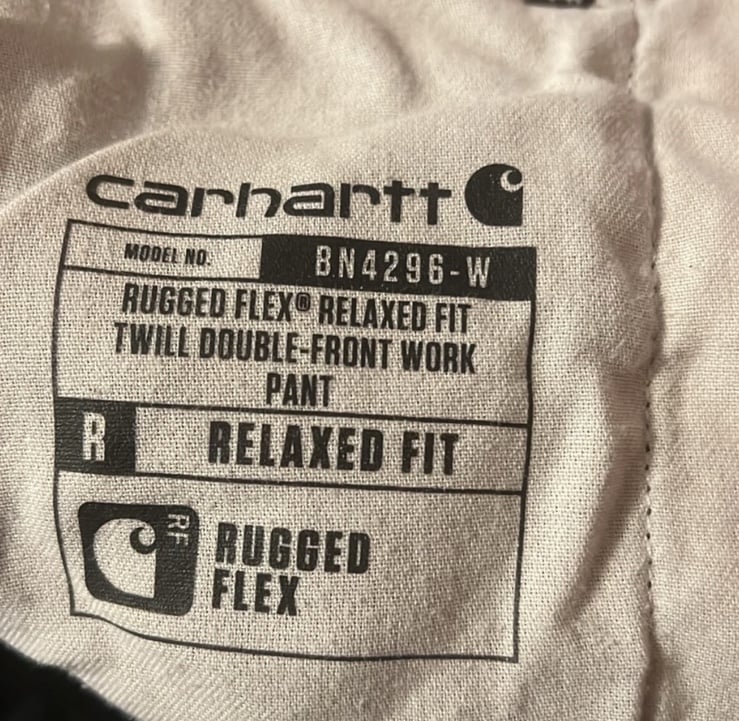 carhartt
MODEL NO. BN4296-W
RUGGED FLEX® RELAXED FIT
TWILL DOUBLE-FRONT WORK
PANT
R RELAXED FIT
RF
RUGGED
FLEX